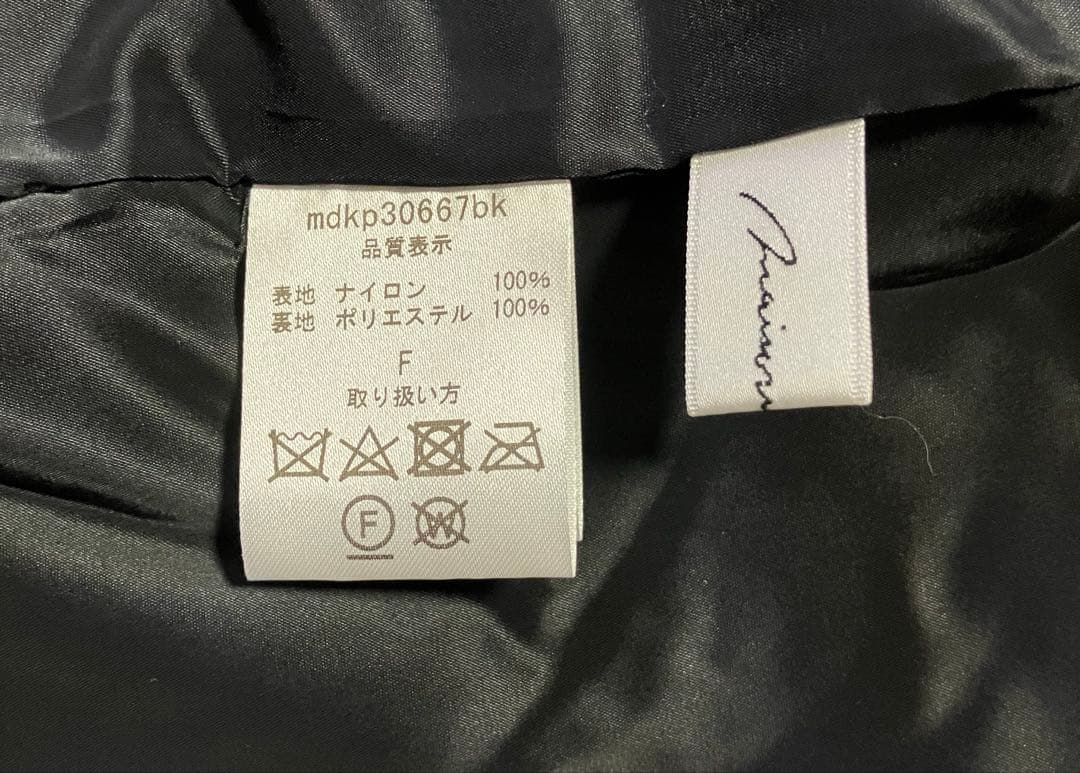 mdkp30667bk
品質表示
表地 ナイロン 100%
裏地 ポリエステル 100%
F
取り扱い方
F
W